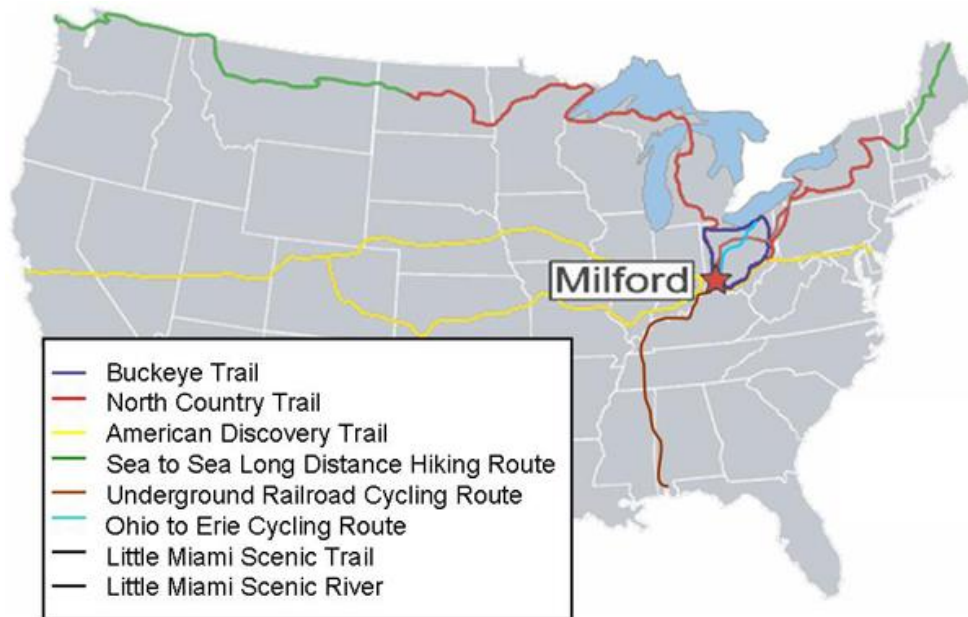 Milford
Buckeye Trail
North Country Trail
American Discovery Trail
Sea to Sea Long Distance Hiking Route
Underground Railroad Cycling Route
Ohio to Erie Cycling Route
Little Miami Scenic Trail
Little Miami Scenic River